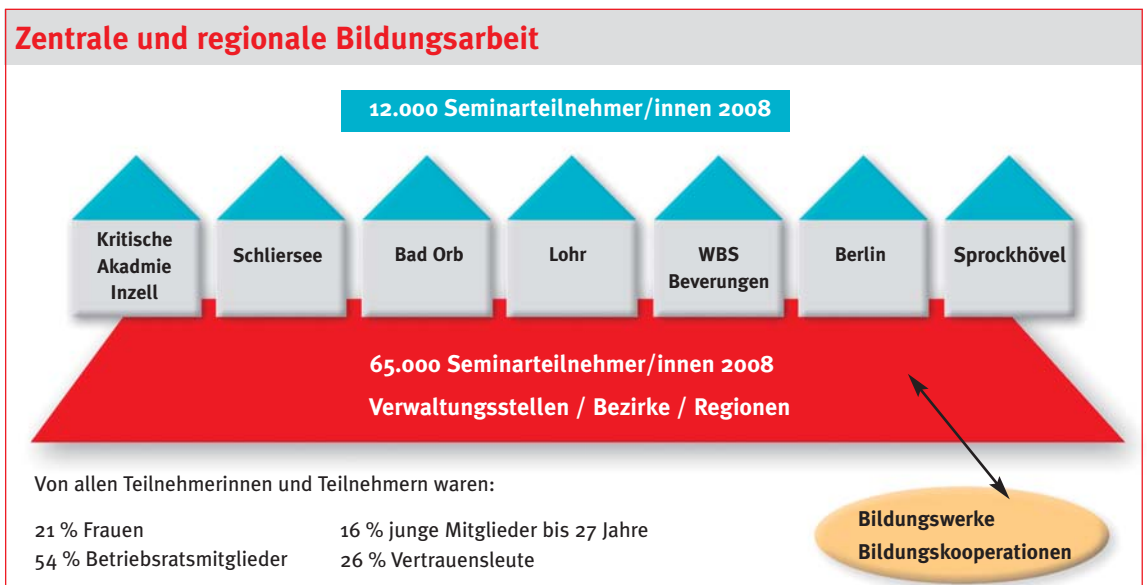 Zentrale und regionale Bildungsarbeit
12.000 Seminarteilnehmer/innen 2008
Kritische
Akadmie
Inzell
Schliersee
Bad Orb
Lohr
WBS
Beverungen
Berlin
Sprockhövel
65.000 Seminarteilnehmer/innen 2008
Verwaltungsstellen / Bezirke / Regionen
Von allen Teilnehmerinnen und Teilnehmern waren:
21 % Frauen
54 % Betriebsratsmitglieder
16 % junge Mitglieder bis 27 Jahre
26 % Vertrauensleute
Bildungswerke
Bildungskooperationen